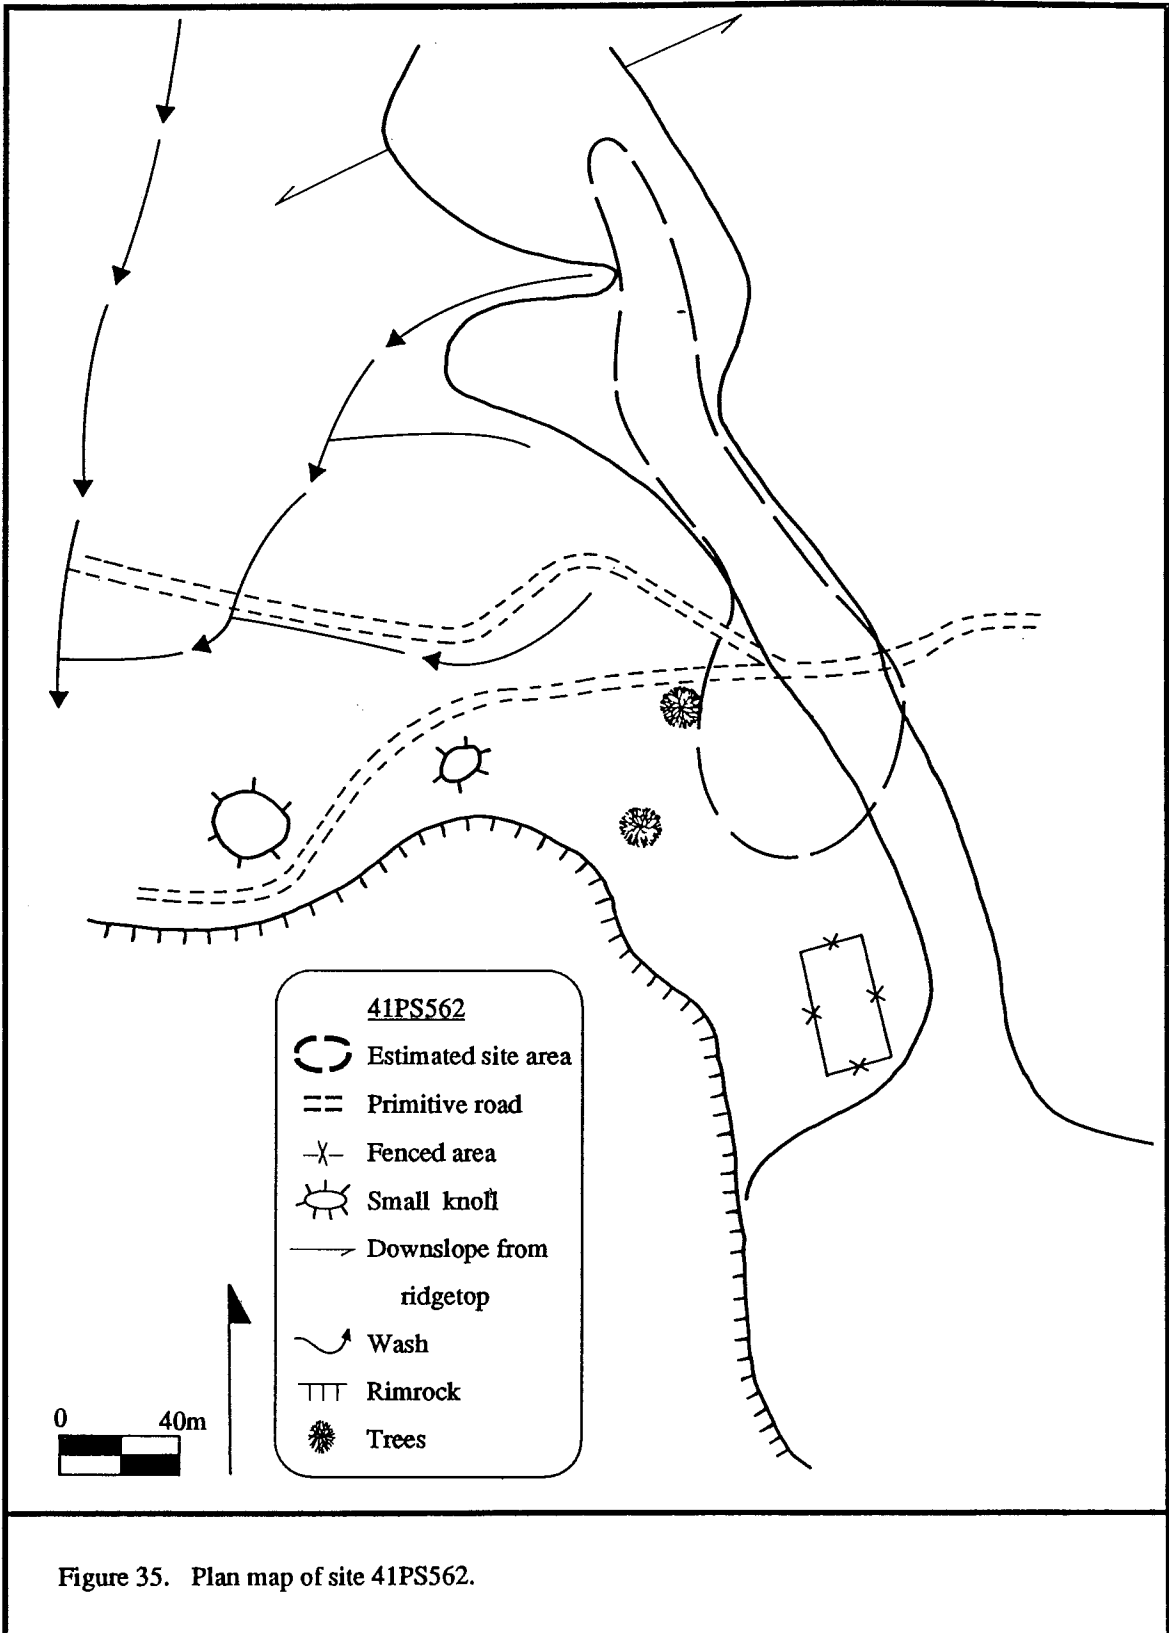 41PS562
Estimated site area
Primitive road
Fenced area
Small knoll
Downslope from
ridgetop
Wash
Rimrock
Trees
0 40m
Figure 35. Plan map of site 41PS562.